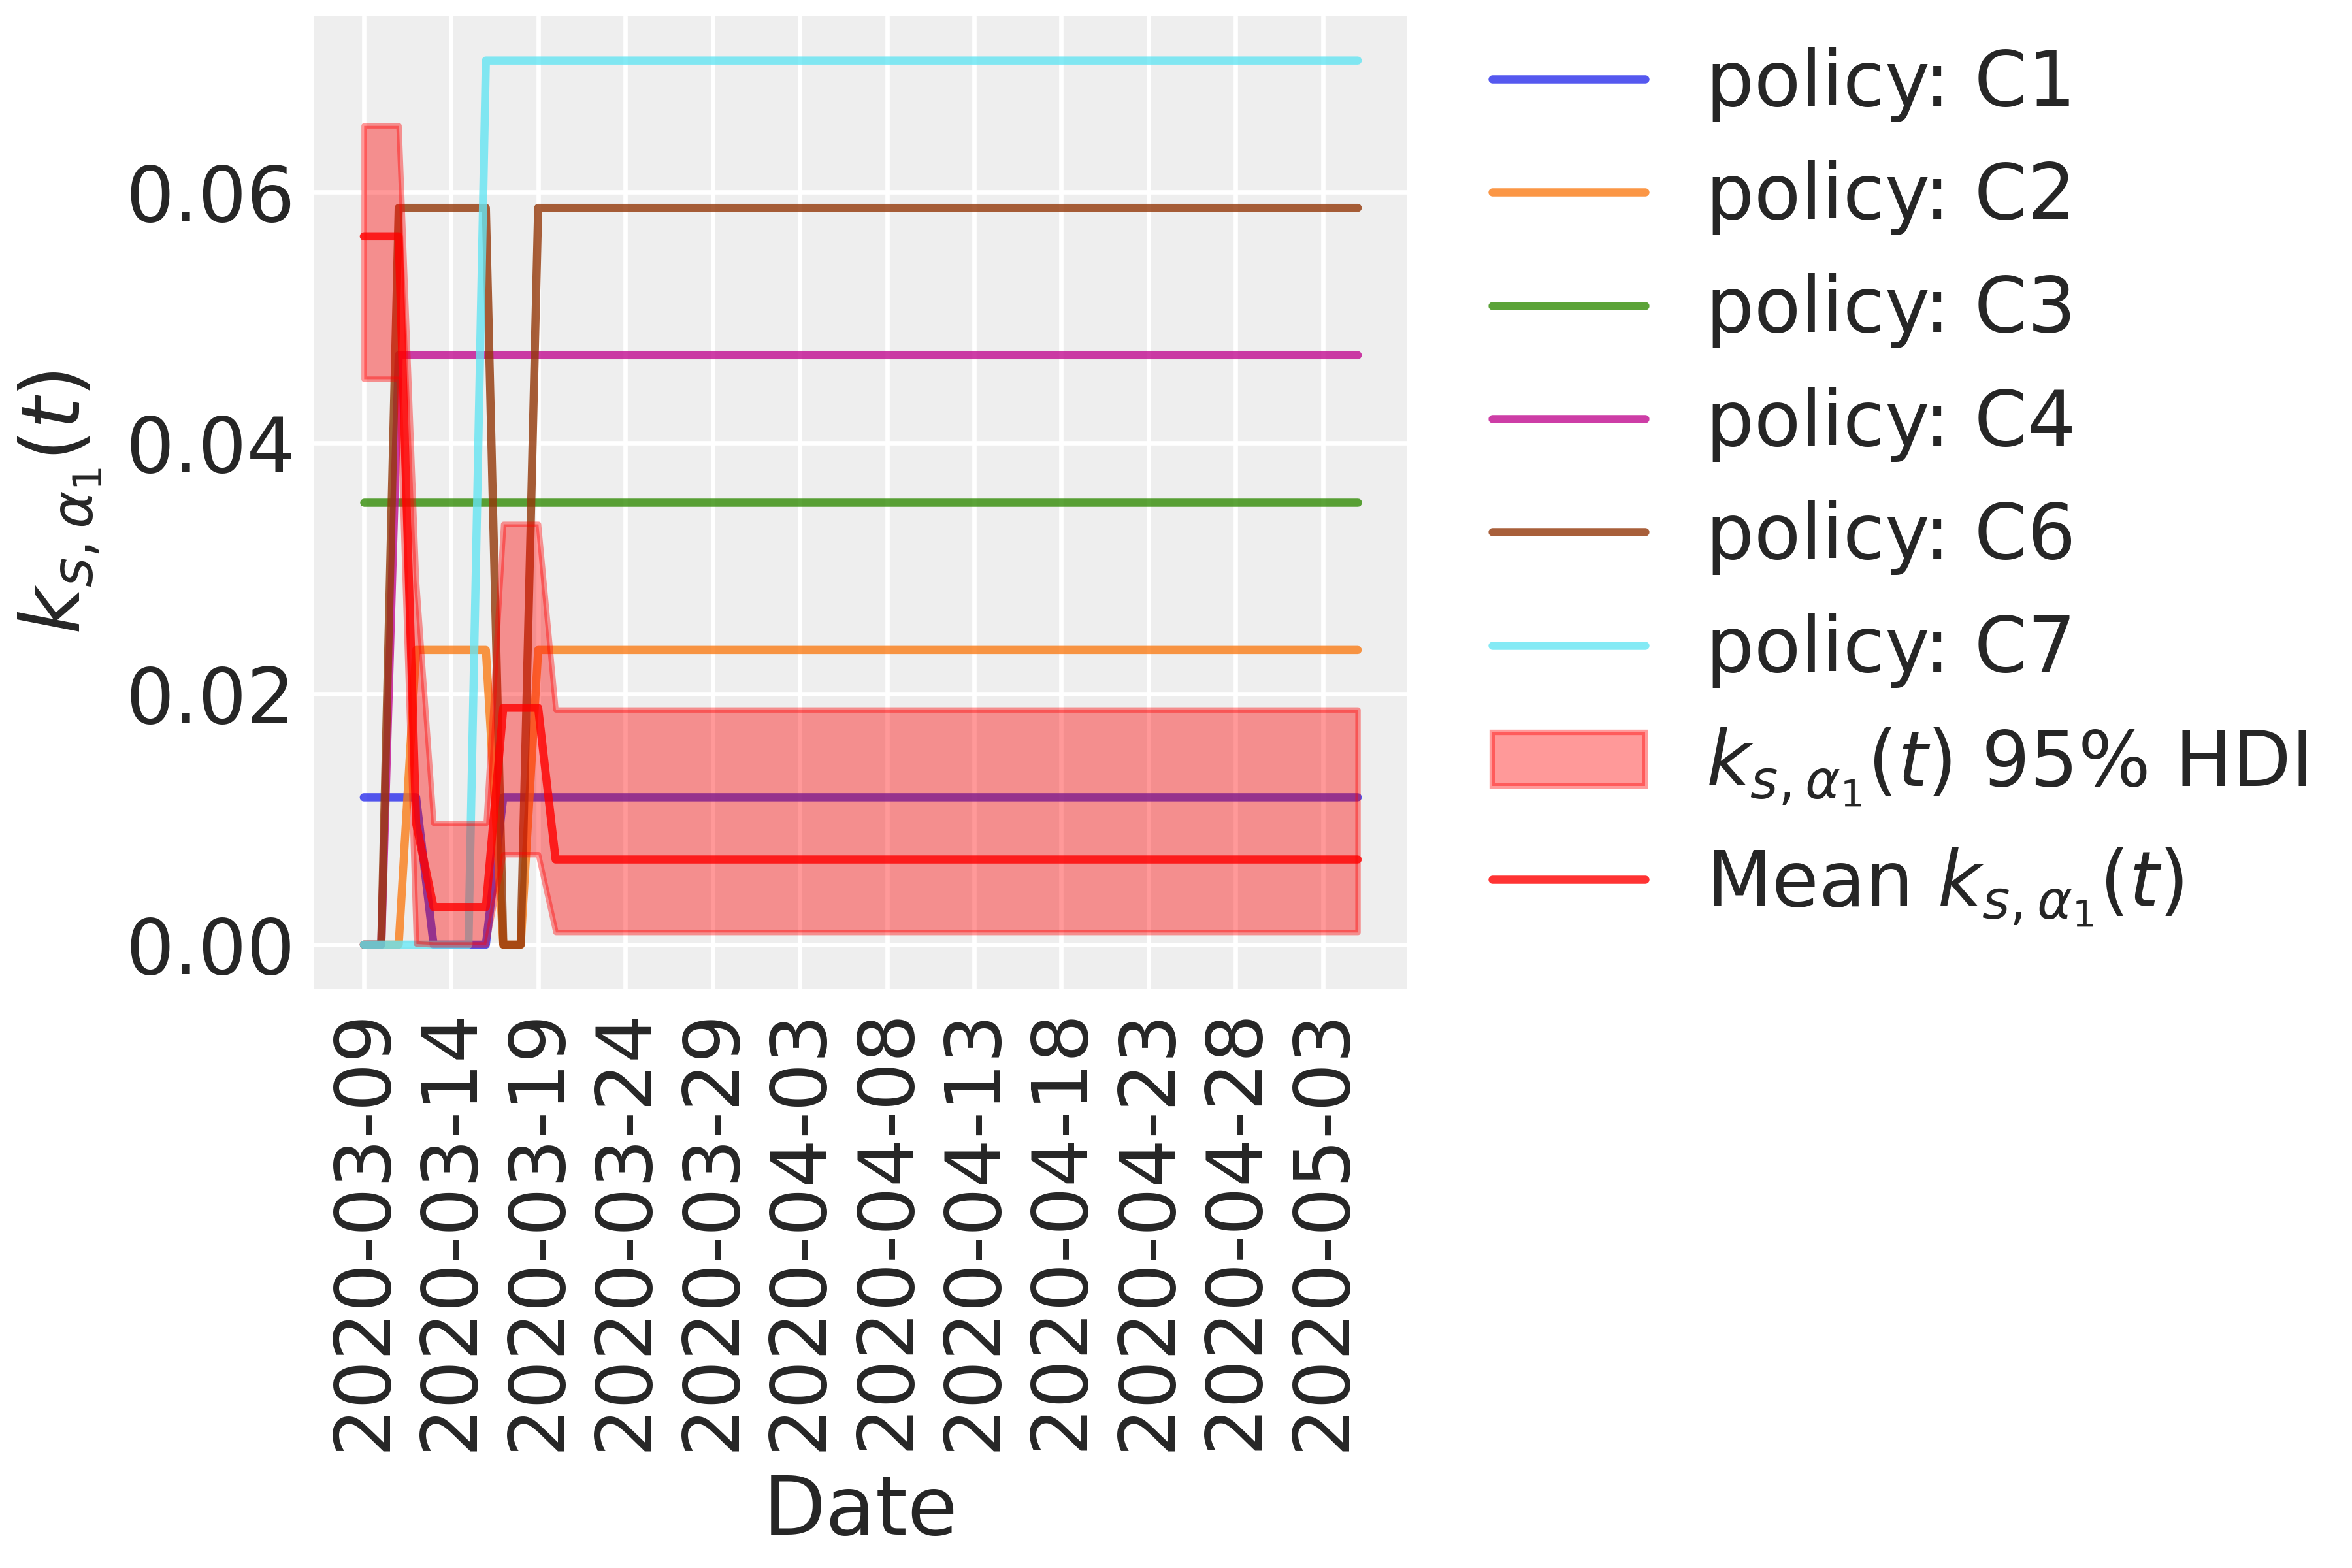 k_{s, α_1}(t)
0.06
0.04
0.02
0.00
2020-03-09
2020-03-14
2020-03-19
2020-03-24
2020-03-29
2020-04-03
2020-04-08
2020-04-13
2020-04-18
2020-04-23
2020-04-28
2020-05-03
Date
policy: C1
policy: C2
policy: C3
policy: C4
policy: C6
policy: C7
k_{s, α_1}(t) 95% HDI
Mean k_{s, α_1}(t)